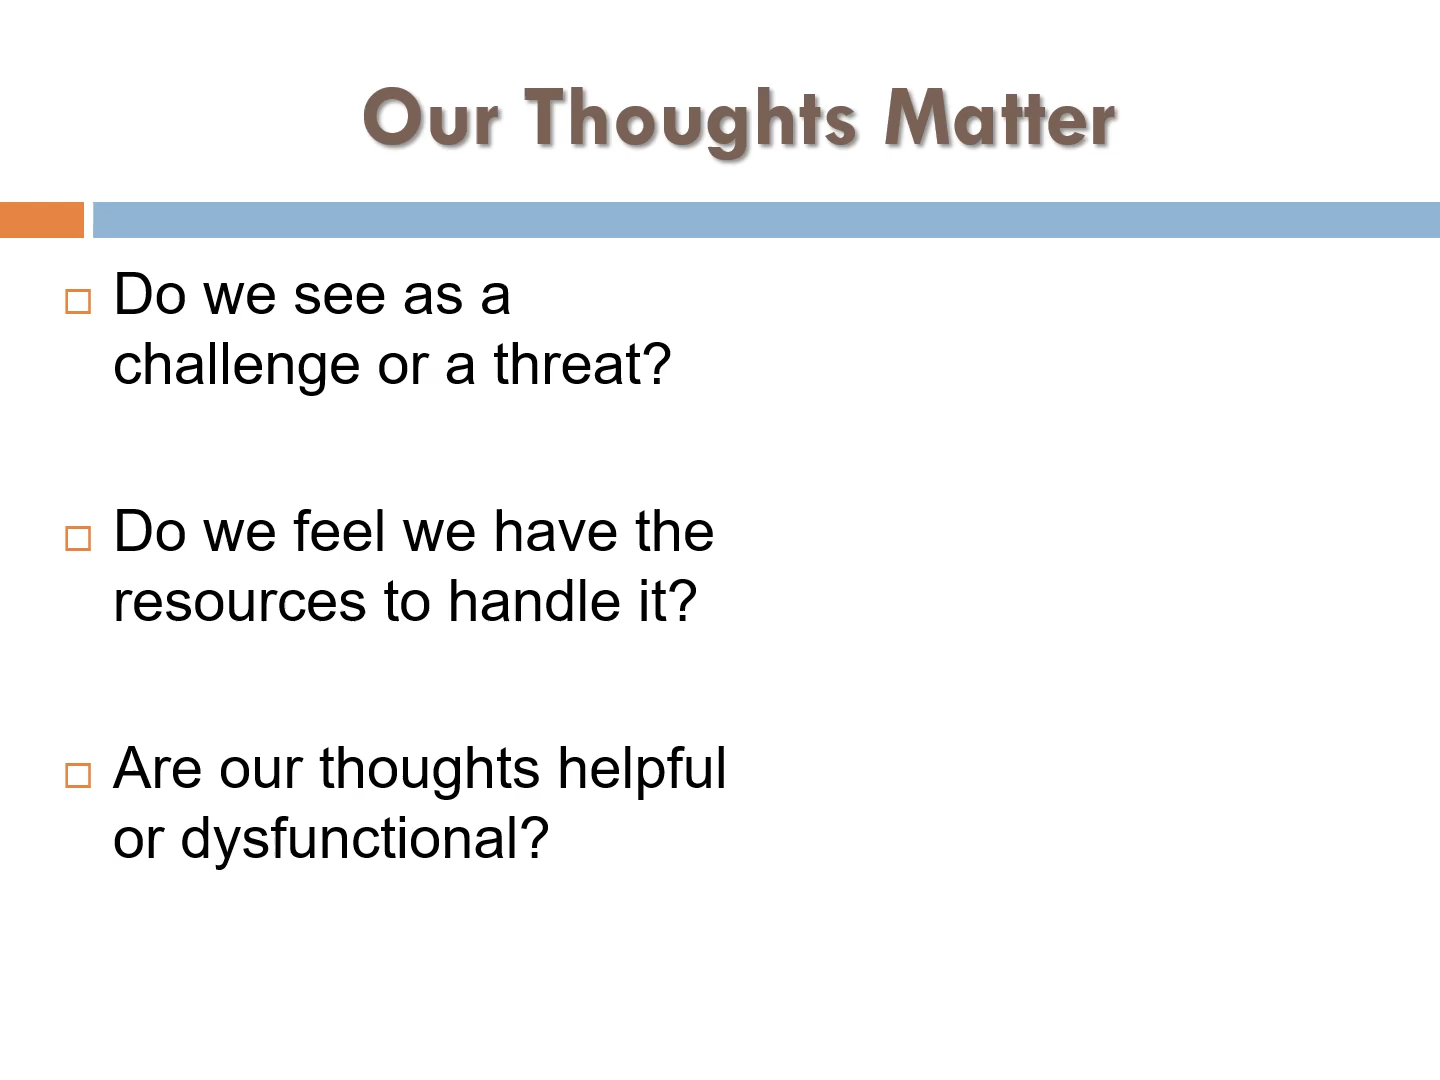 Our Thoughts Matter
Do we see as a
challenge or a threat?
Do we feel we have the
resources to handle it?
Are our thoughts helpful
or dysfunctional?